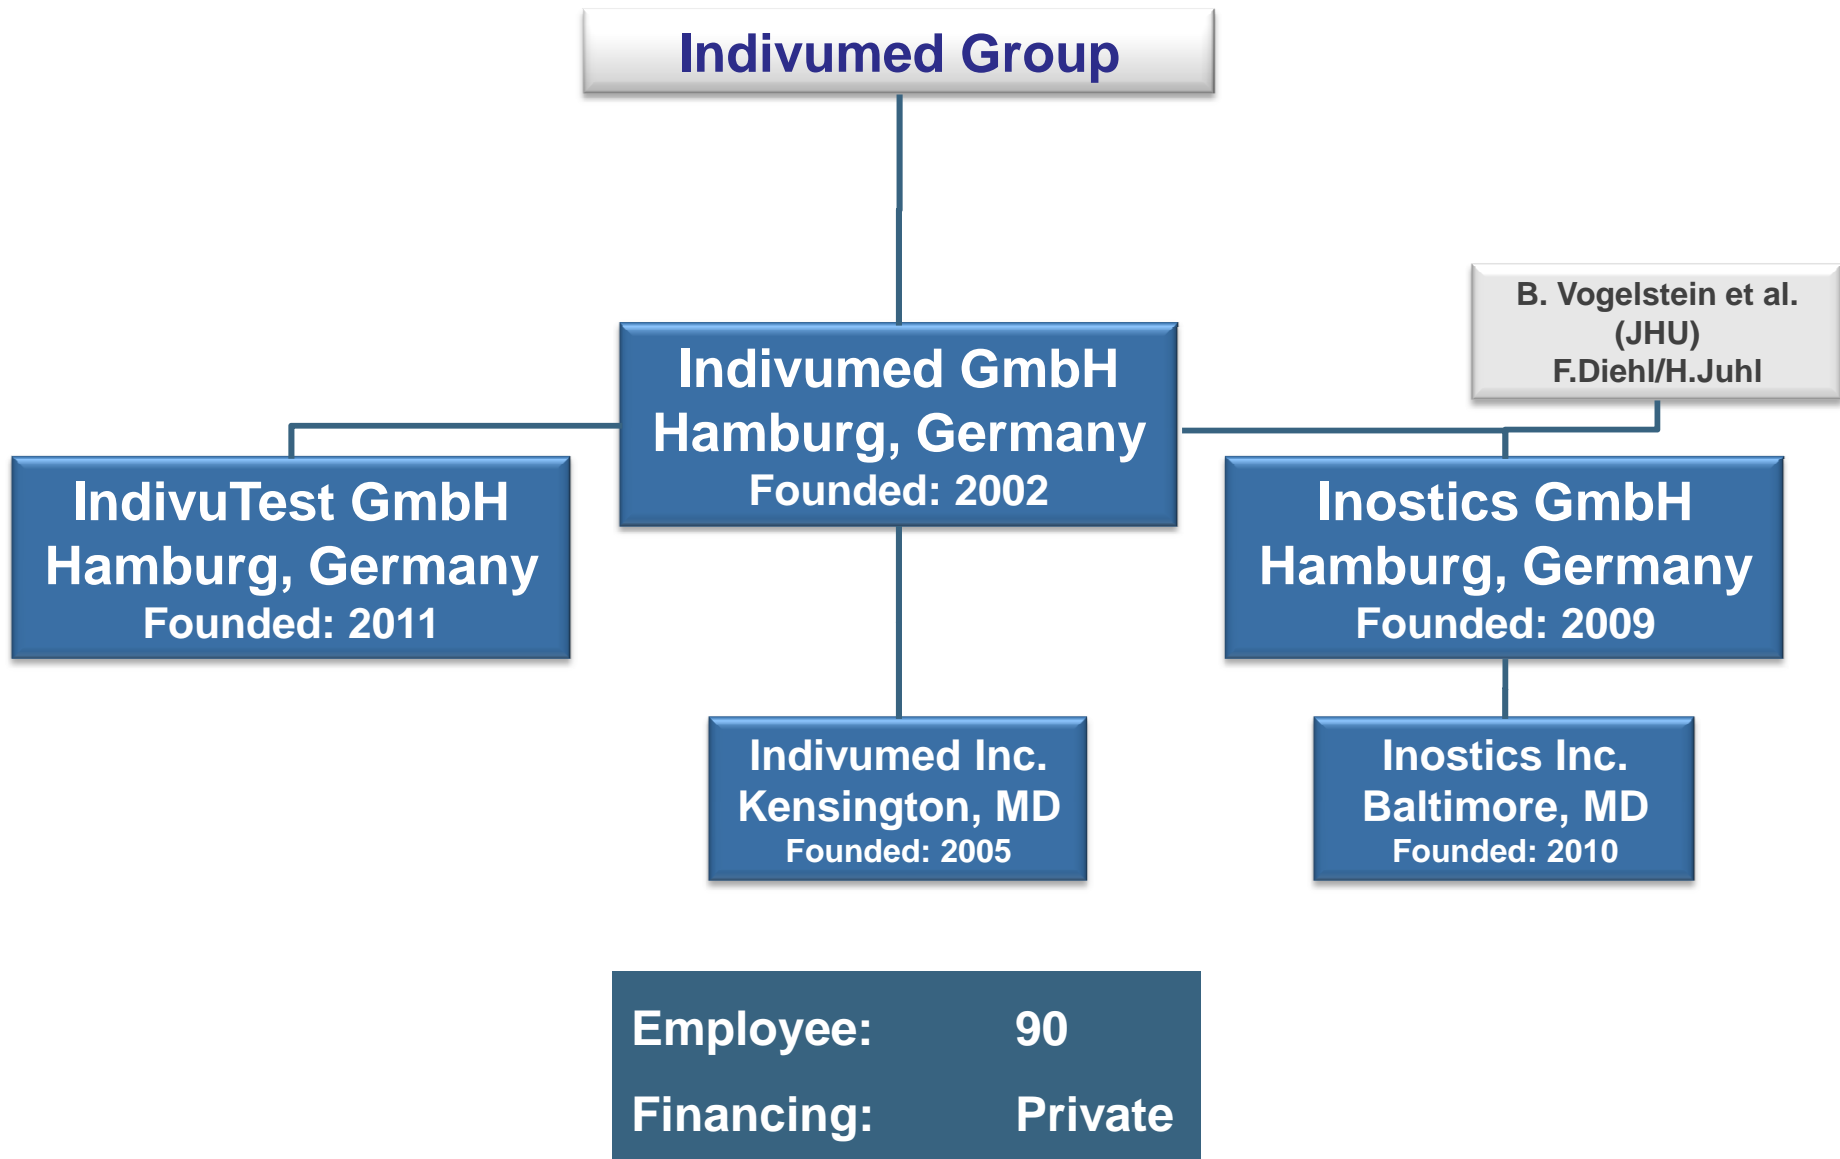 Indivumed Group
B. Vogelstein et al.
(JHU)
F.Diehl/H.Juhl
Indivumed GmbH
Hamburg, Germany
Founded: 2002
IndivuTest GmbH
Hamburg, Germany
Founded: 2011
Inostics GmbH
Hamburg, Germany
Founded: 2009
Indivumed Inc.
Kensington, MD
Founded: 2005
Inostics Inc.
Baltimore, MD
Founded: 2010
Employee: 90
Financing: Private